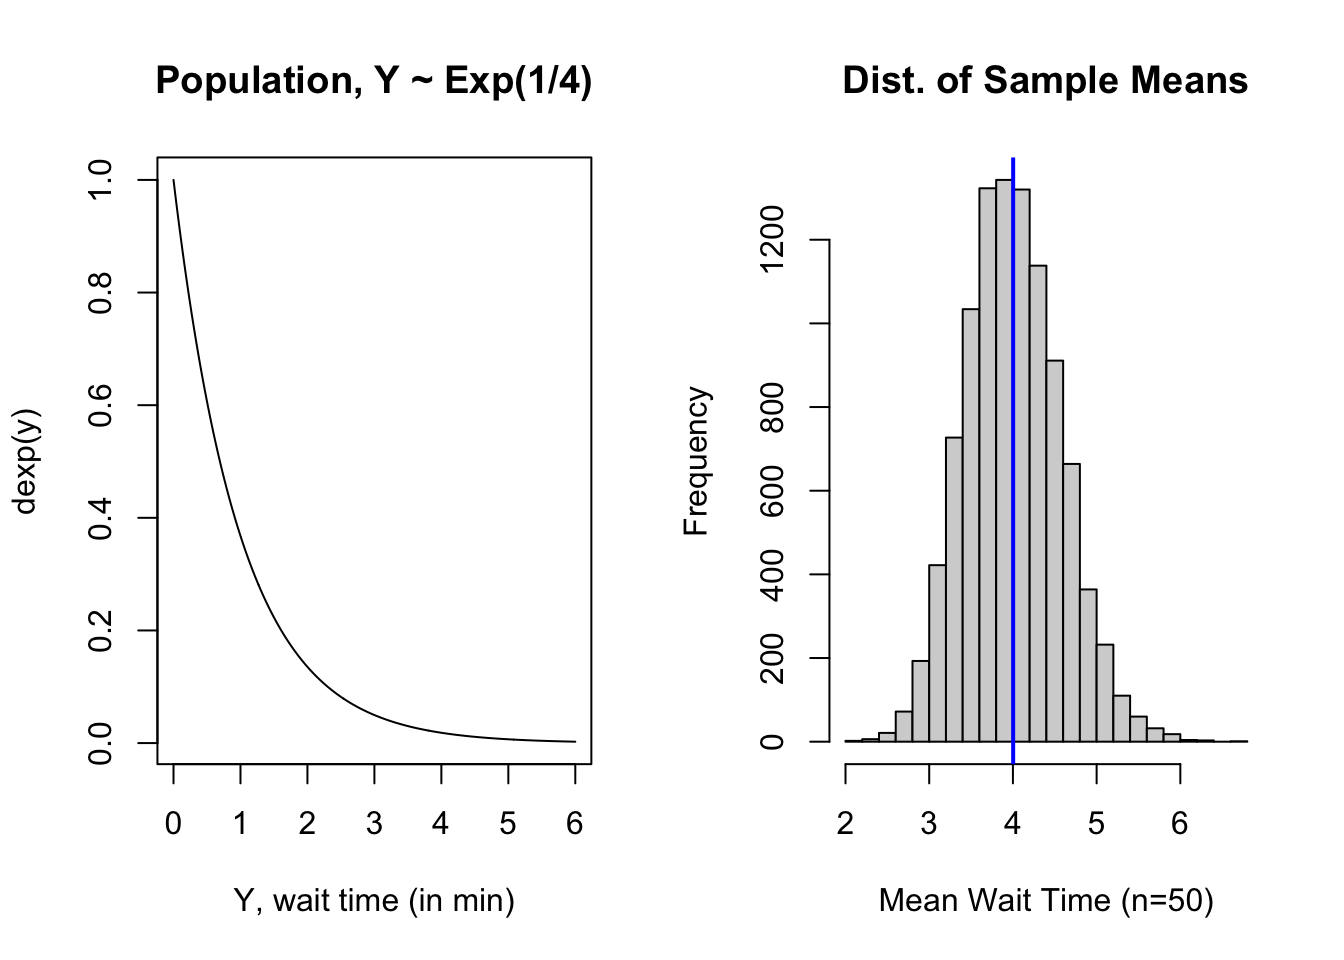 Population, Y ~ Exp(1/4)
dexp(y)
1.0
0.8
0.6
0.4
0.2
0.0
0 1 2 3 4 5 6
Y, wait time (in min)
Dist. of Sample Means
Frequency
1200
800
600
400
200
0
2 3 4 5 6
Mean Wait Time (n=50)